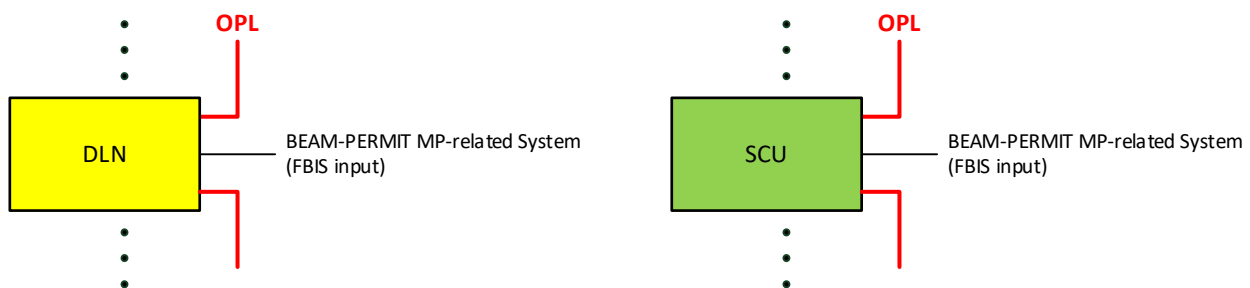 OPL
DLN
BEAM-PERMIT MP-related System
(FBIS input)
OPL
SCU
BEAM-PERMIT MP-related System
(FBIS input)